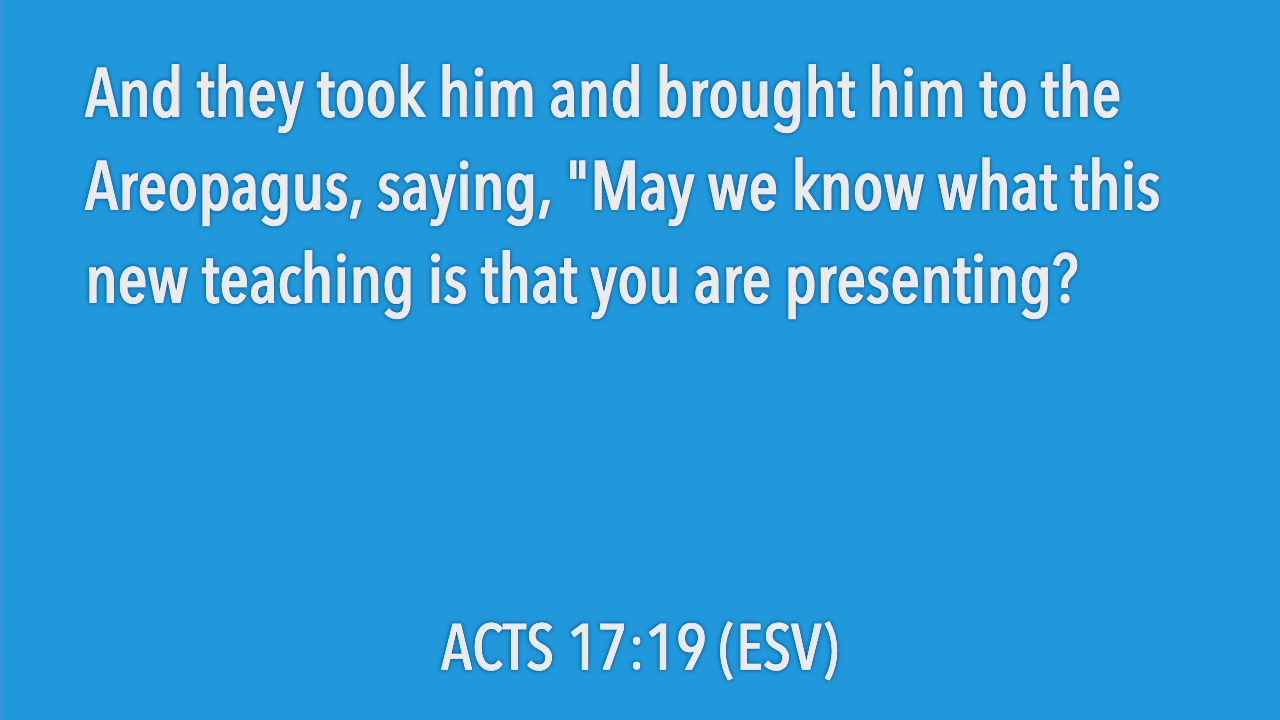 And they took him and brought him to the
Areopagus, saying, "May we know what this
new teaching is that you are presenting?
ACTS 17:19 (ESV)